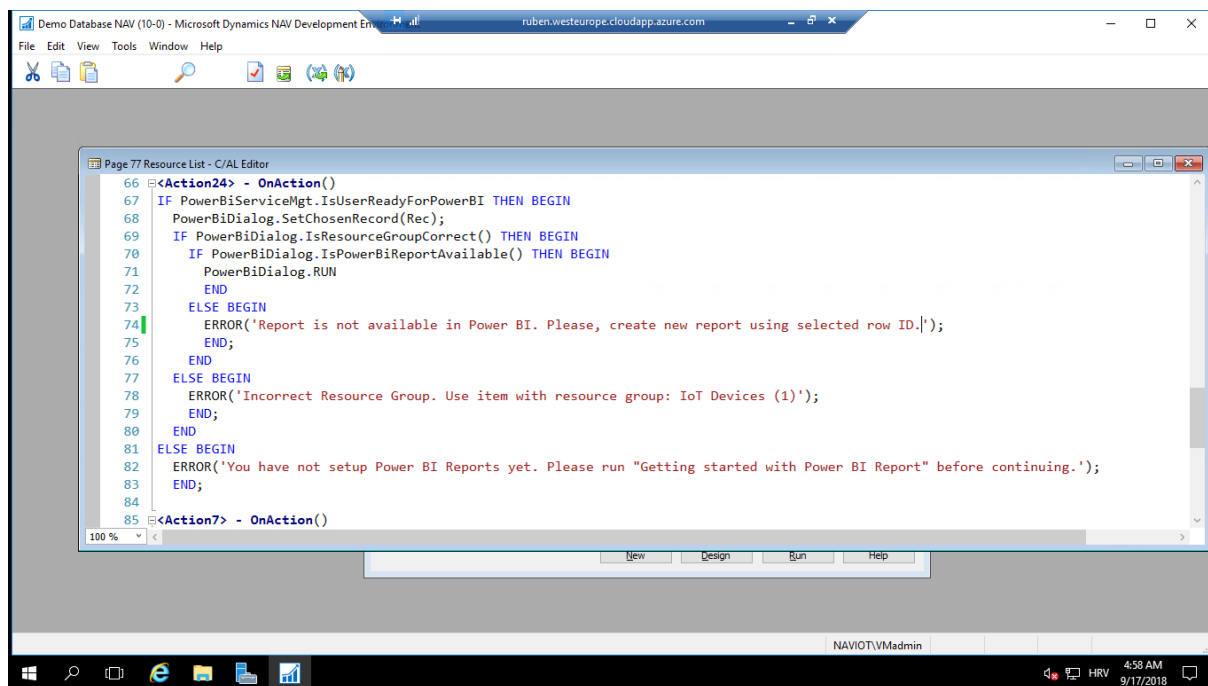 Demo Database NAV (10-0) - Microsoft Dynamics NAV Development En
ruben.westeurope.cloudapp.azure.com
File Edit View Tools Window Help
Page 77 Resource List - C/AL Editor
66 <Action24> - OnAction()
67 IF PowerBiServiceMgt.IsUserReadyForPowerBI THEN BEGIN
68 PowerBiDialog.SetChosenRecord(Rec);
69 IF PowerBiDialog.IsResourceGroupCorrect() THEN BEGIN
70 IF PowerBiDialog.IsPowerBiReportAvailable() THEN BEGIN
71 PowerBiDialog.RUN
72 END
73 ELSE BEGIN
74 ERROR('Report is not available in Power BI. Please, create new report using selected row ID.');
75 END;
76 END
77 ELSE BEGIN
78 ERROR('Incorrect Resource Group. Use item with resource group: IoT Devices (1)');
79 END;
80 END
81 ELSE BEGIN
82 ERROR('You have not setup Power BI Reports yet. Please run "Getting started with Power BI Report" before continuing.');
83 END;
84
85 <Action7> - OnAction()
100 %
New Design Run Help
NAVIOT\VMadmin
HRV
4:58 AM
9/17/2018